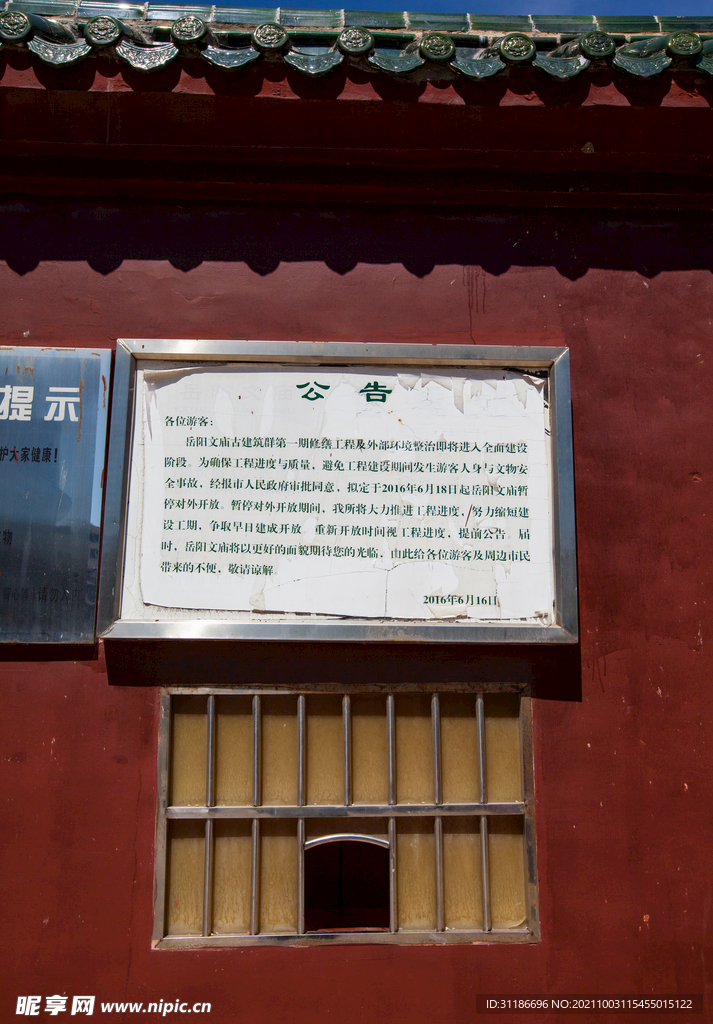 公 告
各位游客：
岳阳文庙古建筑群第一期修缮工程及外部环境整治即将进入全面建设
阶段。为确保工程进度与质量，避免工程建设期间发生游客人身与文物安
全事故，经报市人民政府审批同意，拟定于2016年6月18日起岳阳文庙暂
停对外开放。暂停对外开放期间，我所将大力推进工程进度，努力缩短建
设工期，争取早日建成开放。重新开放时间视工程进度，提前公告。届
时，岳阳文庙将以更好的面貌期待您的光临，由此给各位游客及周边市民
带来的不便，敬请谅解。
2016年6月16日
提示
护大家健康！
物
请勿
昵享网 www.nipic.cn
ID:31186696 NO:20211003115455015122